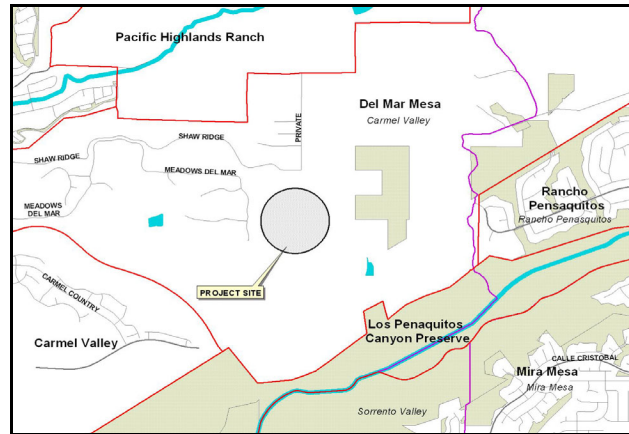 Pacific Highlands Ranch
Del Mar Mesa
Carmel Valley
PRIVATE
SHAW RIDGE
SHAW RIDGE
MEADOWS DEL MAR
Rancho
Pensaquitos
Rancho Penasquitos
MEADOWS
DEL MAR
CARMEL COUNTRY
PROJECT SITE
Carmel Valley
Los Penaquitos
Canyon Preserve
CALLE CRISTOBAL
Mira Mesa
Mira Mesa
Sorrento Valley